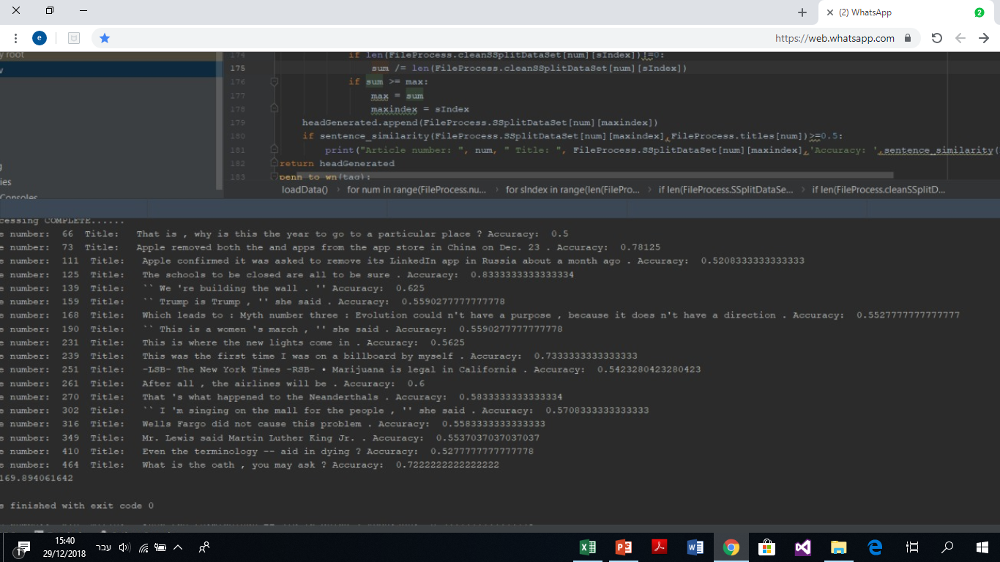 (2) WhatsApp
2
e
https://web.whatsapp.com
y root
174 if len(FileProcess.cleanSSplitDataSet[num][sIndex])!=0:
175 sum /= len(FileProcess.cleanSSplitDataSet[num][sIndex])
176 if sum >= max:
177 max = sum
178 maxindex = sIndex
179 headGenerated.append(FileProcess.SSplitDataSet[num][maxindex])
180 if sentence_similarity(FileProcess.SSplitDataSet[num][maxindex],FileProcess.titles[num])>=0.5:
181 print("Article number: ", num, " Title: ", FileProcess.SSplitDataSet[num][maxindex],'Accuracy: ',sentence_similarity(
182 return headGenerated
183 penn_to_wn(tag):
ies
Consoles
loadData() › for num in range(FileProcess.nu... › for sIndex in range(len(FilePro... › if len(FileProcess.SSplitDataSe... › if len(FileProcess.cleanSSplitD...
cessing COMPLETE......
e number: 66 Title: That is , why is this the year to go to a particular place ? Accuracy: 0.5
e number: 73 Title: Apple removed both the and apps from the app store in China on Dec. 23 . Accuracy: 0.78125
e number: 111 Title: Apple confirmed it was asked to remove its LinkedIn app in Russia about a month ago . Accuracy: 0.5208333333333333
e number: 125 Title: The schools to be closed are all to be sure . Accuracy: 0.8333333333333334
e number: 139 Title: `` We 're building the wall . '' Accuracy: 0.625
e number: 159 Title: `` Trump is Trump , '' she said . Accuracy: 0.5590277777777778
e number: 168 Title: Which leads to : Myth number three : Evolution could n't have a purpose , because it does n't have a direction . Accuracy: 0.5527777777777777
e number: 190 Title: `` This is a women 's march , '' she said . Accuracy: 0.5590277777777778
e number: 231 Title: This is where the new lights come in . Accuracy: 0.5625
e number: 239 Title: This was the first time I was on a billboard by myself . Accuracy: 0.7333333333333333
e number: 251 Title: -LSB- The New York Times -RSB- • Marijuana is legal in California . Accuracy: 0.5423280423280423
e number: 261 Title: After all , the airlines will be . Accuracy: 0.6
e number: 270 Title: That 's what happened to the Neanderthals . Accuracy: 0.5833333333333334
e number: 302 Title: `` I 'm singing on the mall for the people , '' she said . Accuracy: 0.5708333333333333
e number: 316 Title: Wells Fargo did not cause this problem . Accuracy: 0.5583333333333333
e number: 349 Title: Mr. Lewis said Martin Luther King Jr. . Accuracy: 0.5537037037037037
e number: 410 Title: Even the terminology -- aid in dying ? Accuracy: 0.5277777777777778
e number: 464 Title: What is the oath , you may ask ? Accuracy: 0.7222222222222222
169.894061642
s finished with exit code 0
1
15:40
29/12/2018
עבר